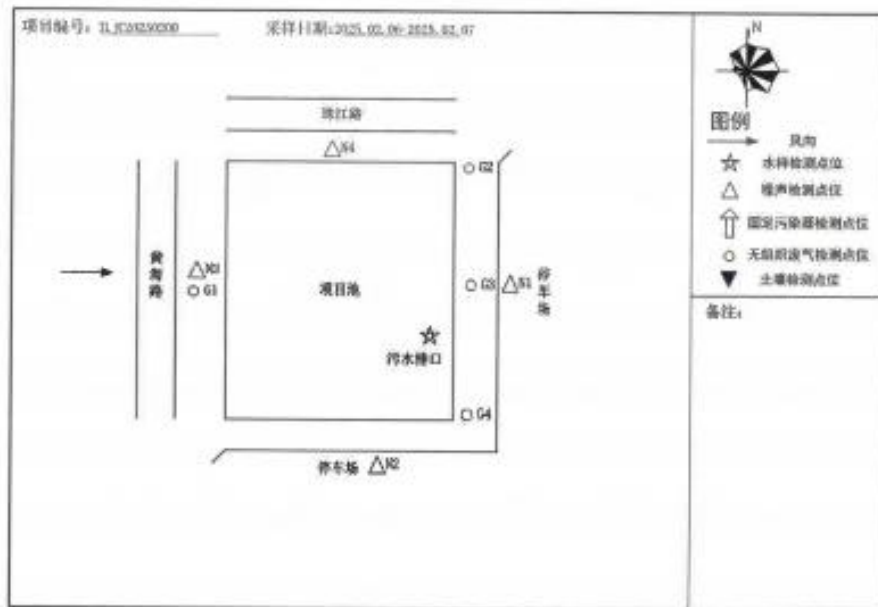 项目编号:
采样日期:2025.02.06-2025.02.07
N
珠江路
图例
N4
风向
G2
水样检测点位
噪声检测点位
固定污染源检测点位
N3
无组织废气检测点位
黄海路
G1
项目地
G3
N1
停车场
土壤检测点位
备注:
污水排口
G4
停车场
N2